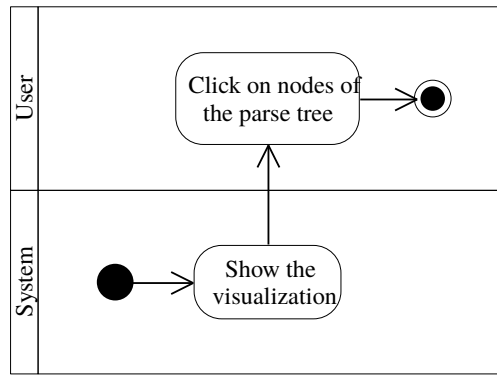 User
Click on nodes of
the parse tree
System
Show the
visualization